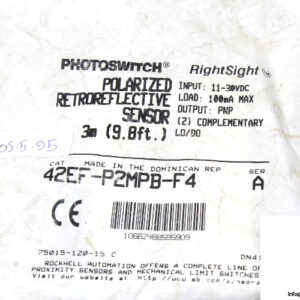 PHOTOSWITCH® RightSight
POLARIZED
RETROREFLECTIVE
SENSOR
3m (9.8ft.)
INPUT: 11-30VDC
LOAD: 100mA MAX
OUTPUT: PNP
(2) COMPLEMENTARY
LO/DO
CAT MADE IN THE DOMINICAN REP SER
42EF-P2MPB-F4 A
CE
75015-120-15 C DN41
ROCKWELL AUTOMATION OFFERS A COMPLETE LINE OF
PROXIMITY SENSORS AND MECHANICAL LIMIT SWITCHES